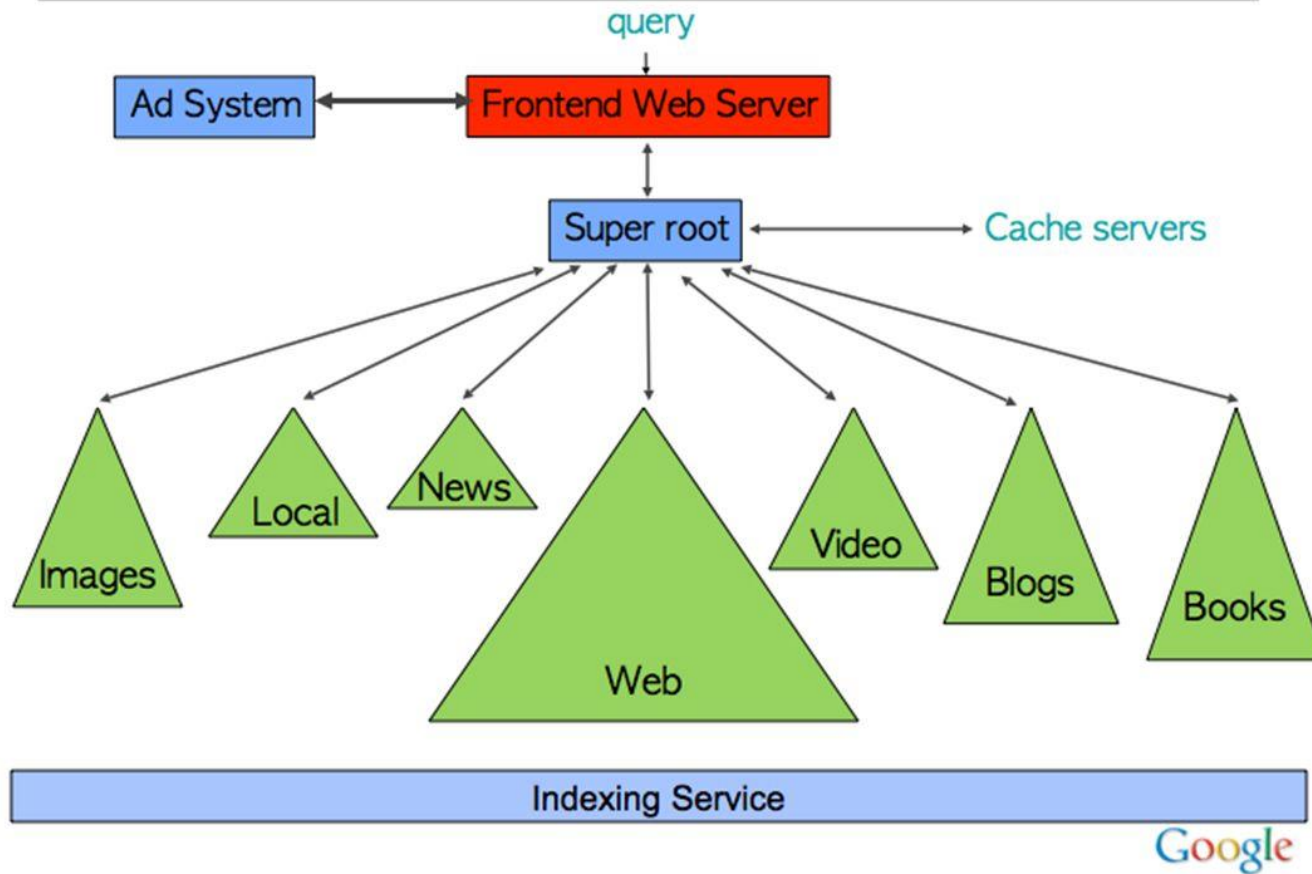 query
Ad System
Frontend Web Server
Super root
Cache servers
Images
Local
News
Web
Video
Blogs
Books
Indexing Service
Google